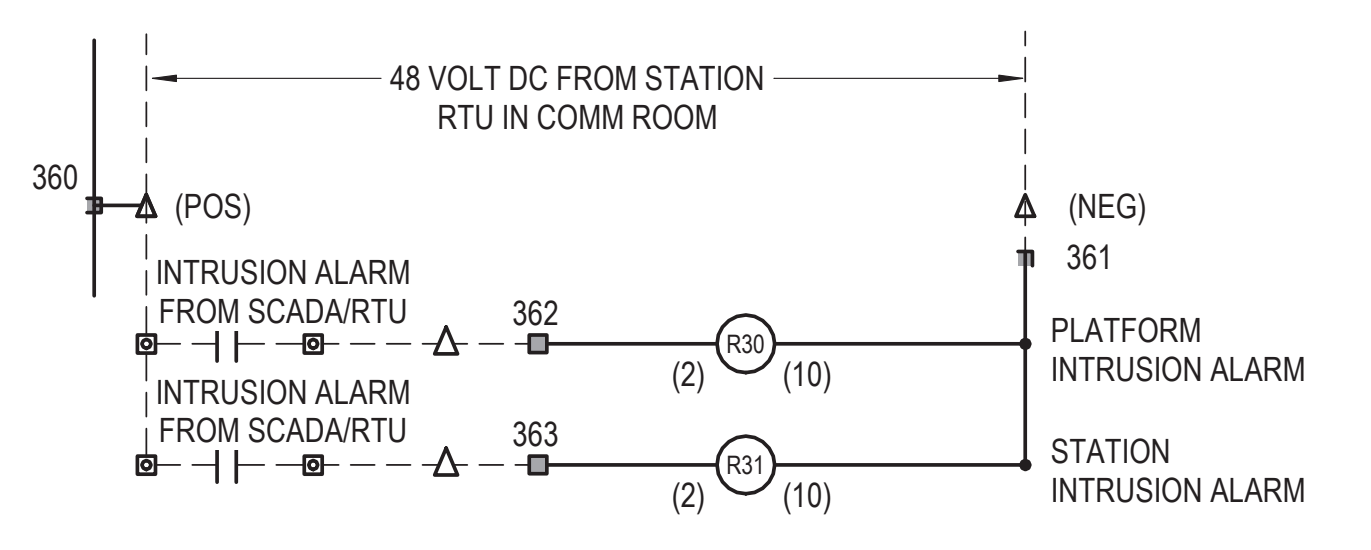 48 VOLT DC FROM STATION
RTU IN COMM ROOM
360
(POS)
(NEG)
361
INTRUSION ALARM
FROM SCADA/RTU
362
R30
(2)
(10)
PLATFORM
INTRUSION ALARM
INTRUSION ALARM
FROM SCADA/RTU
363
R31
(2)
(10)
STATION
INTRUSION ALARM